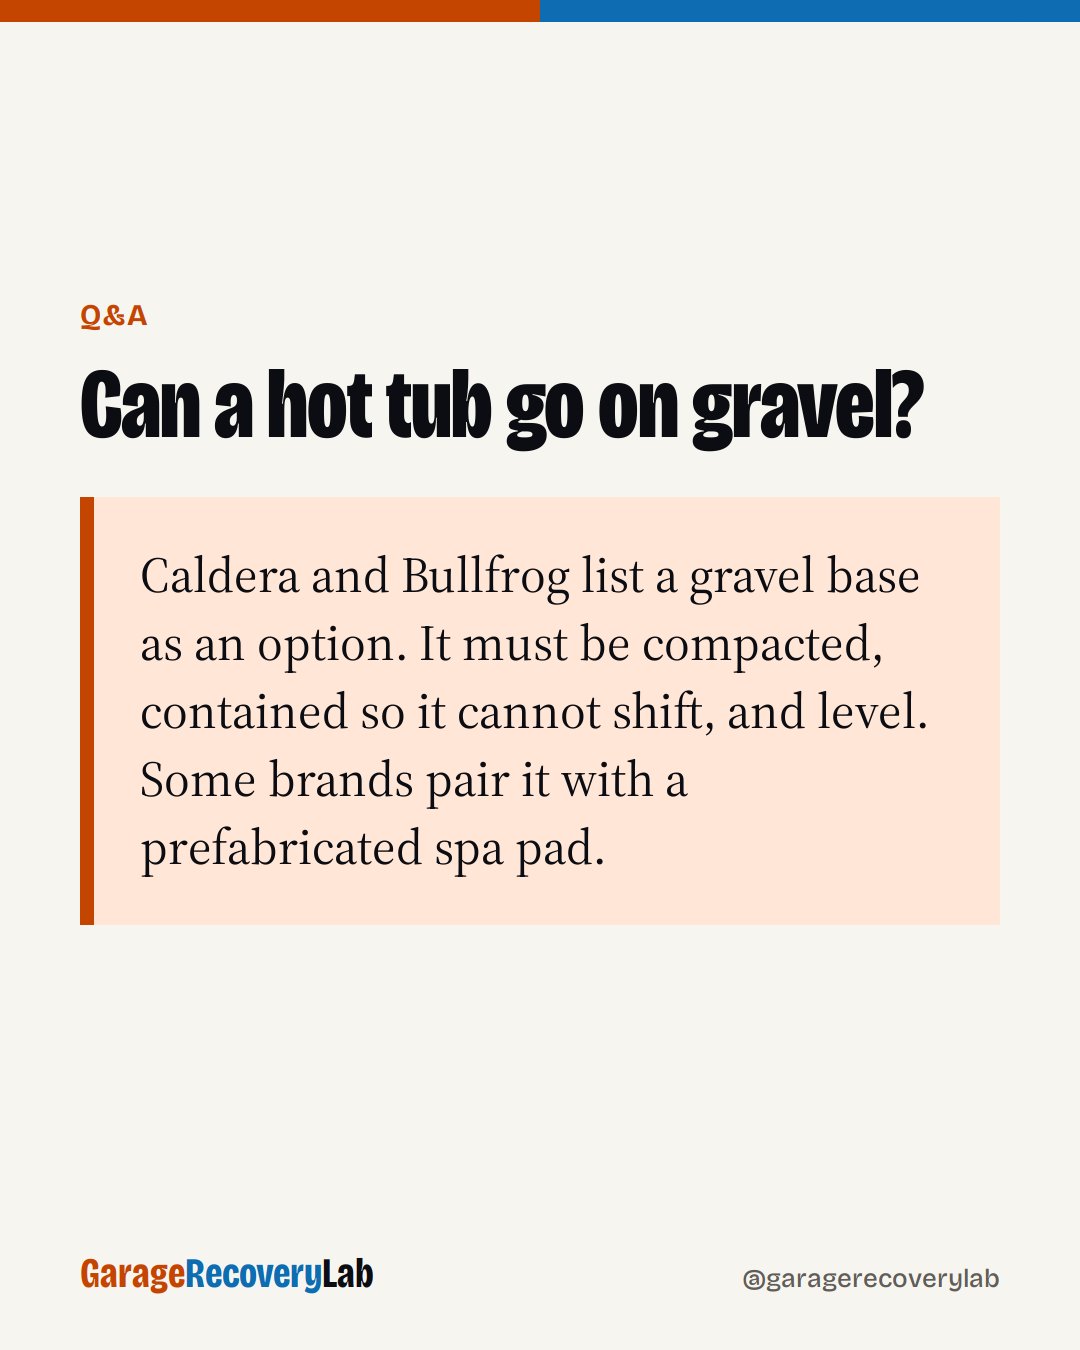 Q&A
Can a hot tub go on gravel?
Caldera and Bullfrog list a gravel base
as an option. It must be compacted,
contained so it cannot shift, and level.
Some brands pair it with a
prefabricated spa pad.
GarageRecoveryLab
@garagerecoverylab